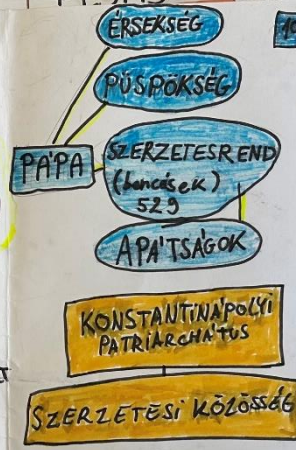 ÉRSEKSÉG
PÜSPÖKSÉG
PÁPA
SZERZETESREND
(bencések)
529
APÁTSÁGOK
KONSTANTINÁPOLYI
PATRIARCHÁTUS
SZERZETESI KÖZÖSSÉG